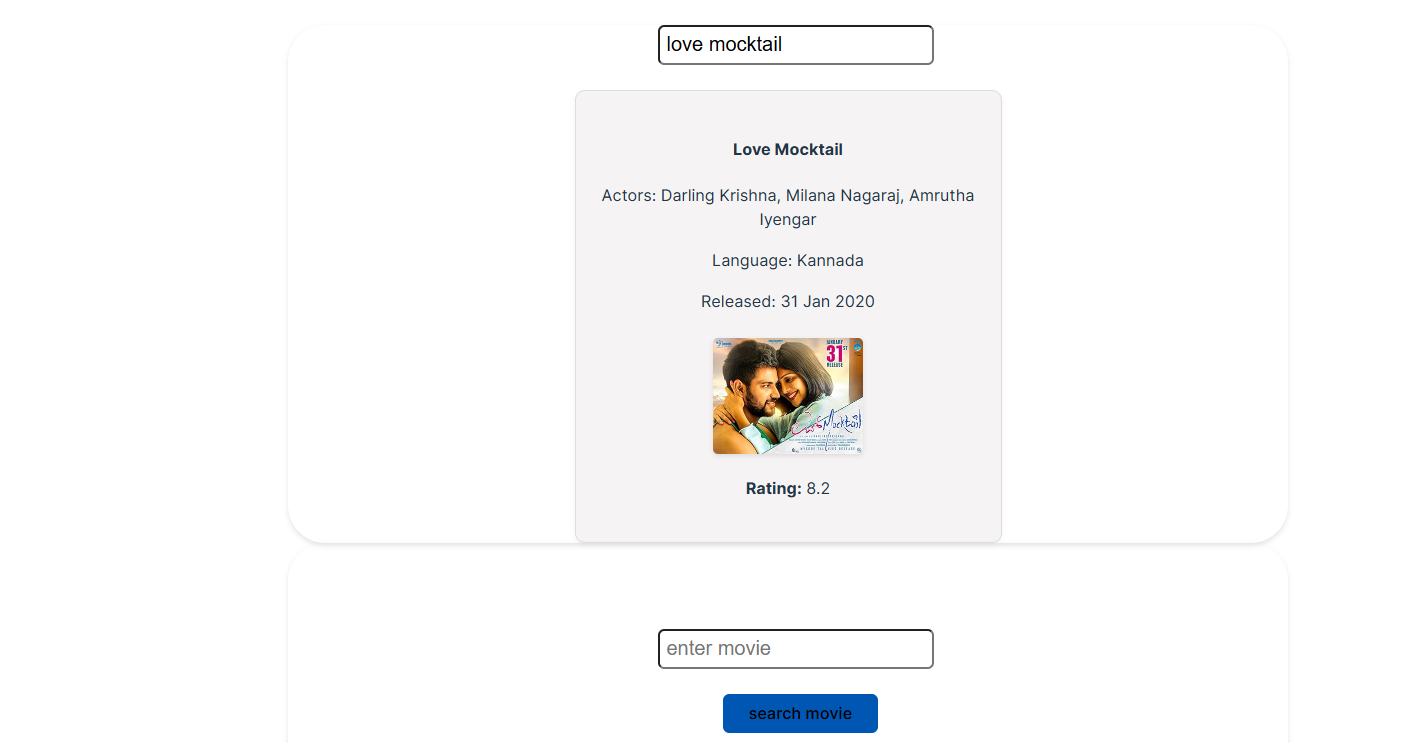 love mocktail
Love Mocktail
Actors: Darling Krishna, Milana Nagaraj, Amrutha
Iyengar
Language: Kannada
Released: 31 Jan 2020
JANUARY
31ST
RELEASE
Mocktail
Rating: 8.2
enter movie
search movie